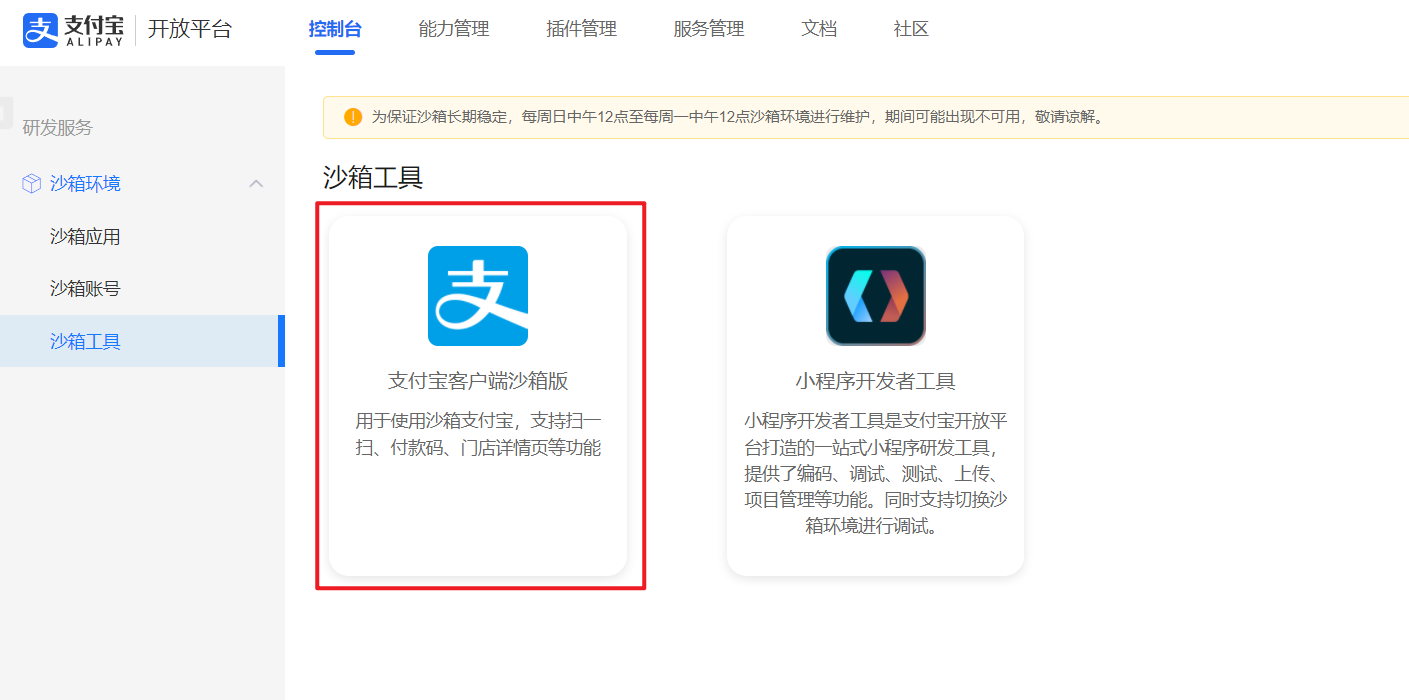 支付宝
ALIPAY
开放平台
控制台
能力管理
插件管理
服务管理
文档
社区
研发服务
沙箱环境
沙箱应用
沙箱账号
沙箱工具
为保证沙箱长期稳定，每周日中午12点至每周一中午12点沙箱环境进行维护，期间可能出现不可用，敬请谅解。
沙箱工具
支
支付宝客户端沙箱版
用于使用沙箱支付宝，支持扫一
扫、付款码、门店详情页等功能
小程序开发者工具
小程序开发者工具是支付宝开放平
台打造的一站式小程序研发工具，
提供了编码、调试、测试、上传、
项目管理等功能。同时支持切换沙
箱环境进行调试。